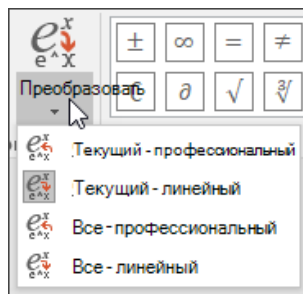 e^x
± ∞ = ≠
Преобразовать
∂ √ ∛
Текущий - профессиональный
Текущий - линейный
Все - профессиональный
Все - линейный